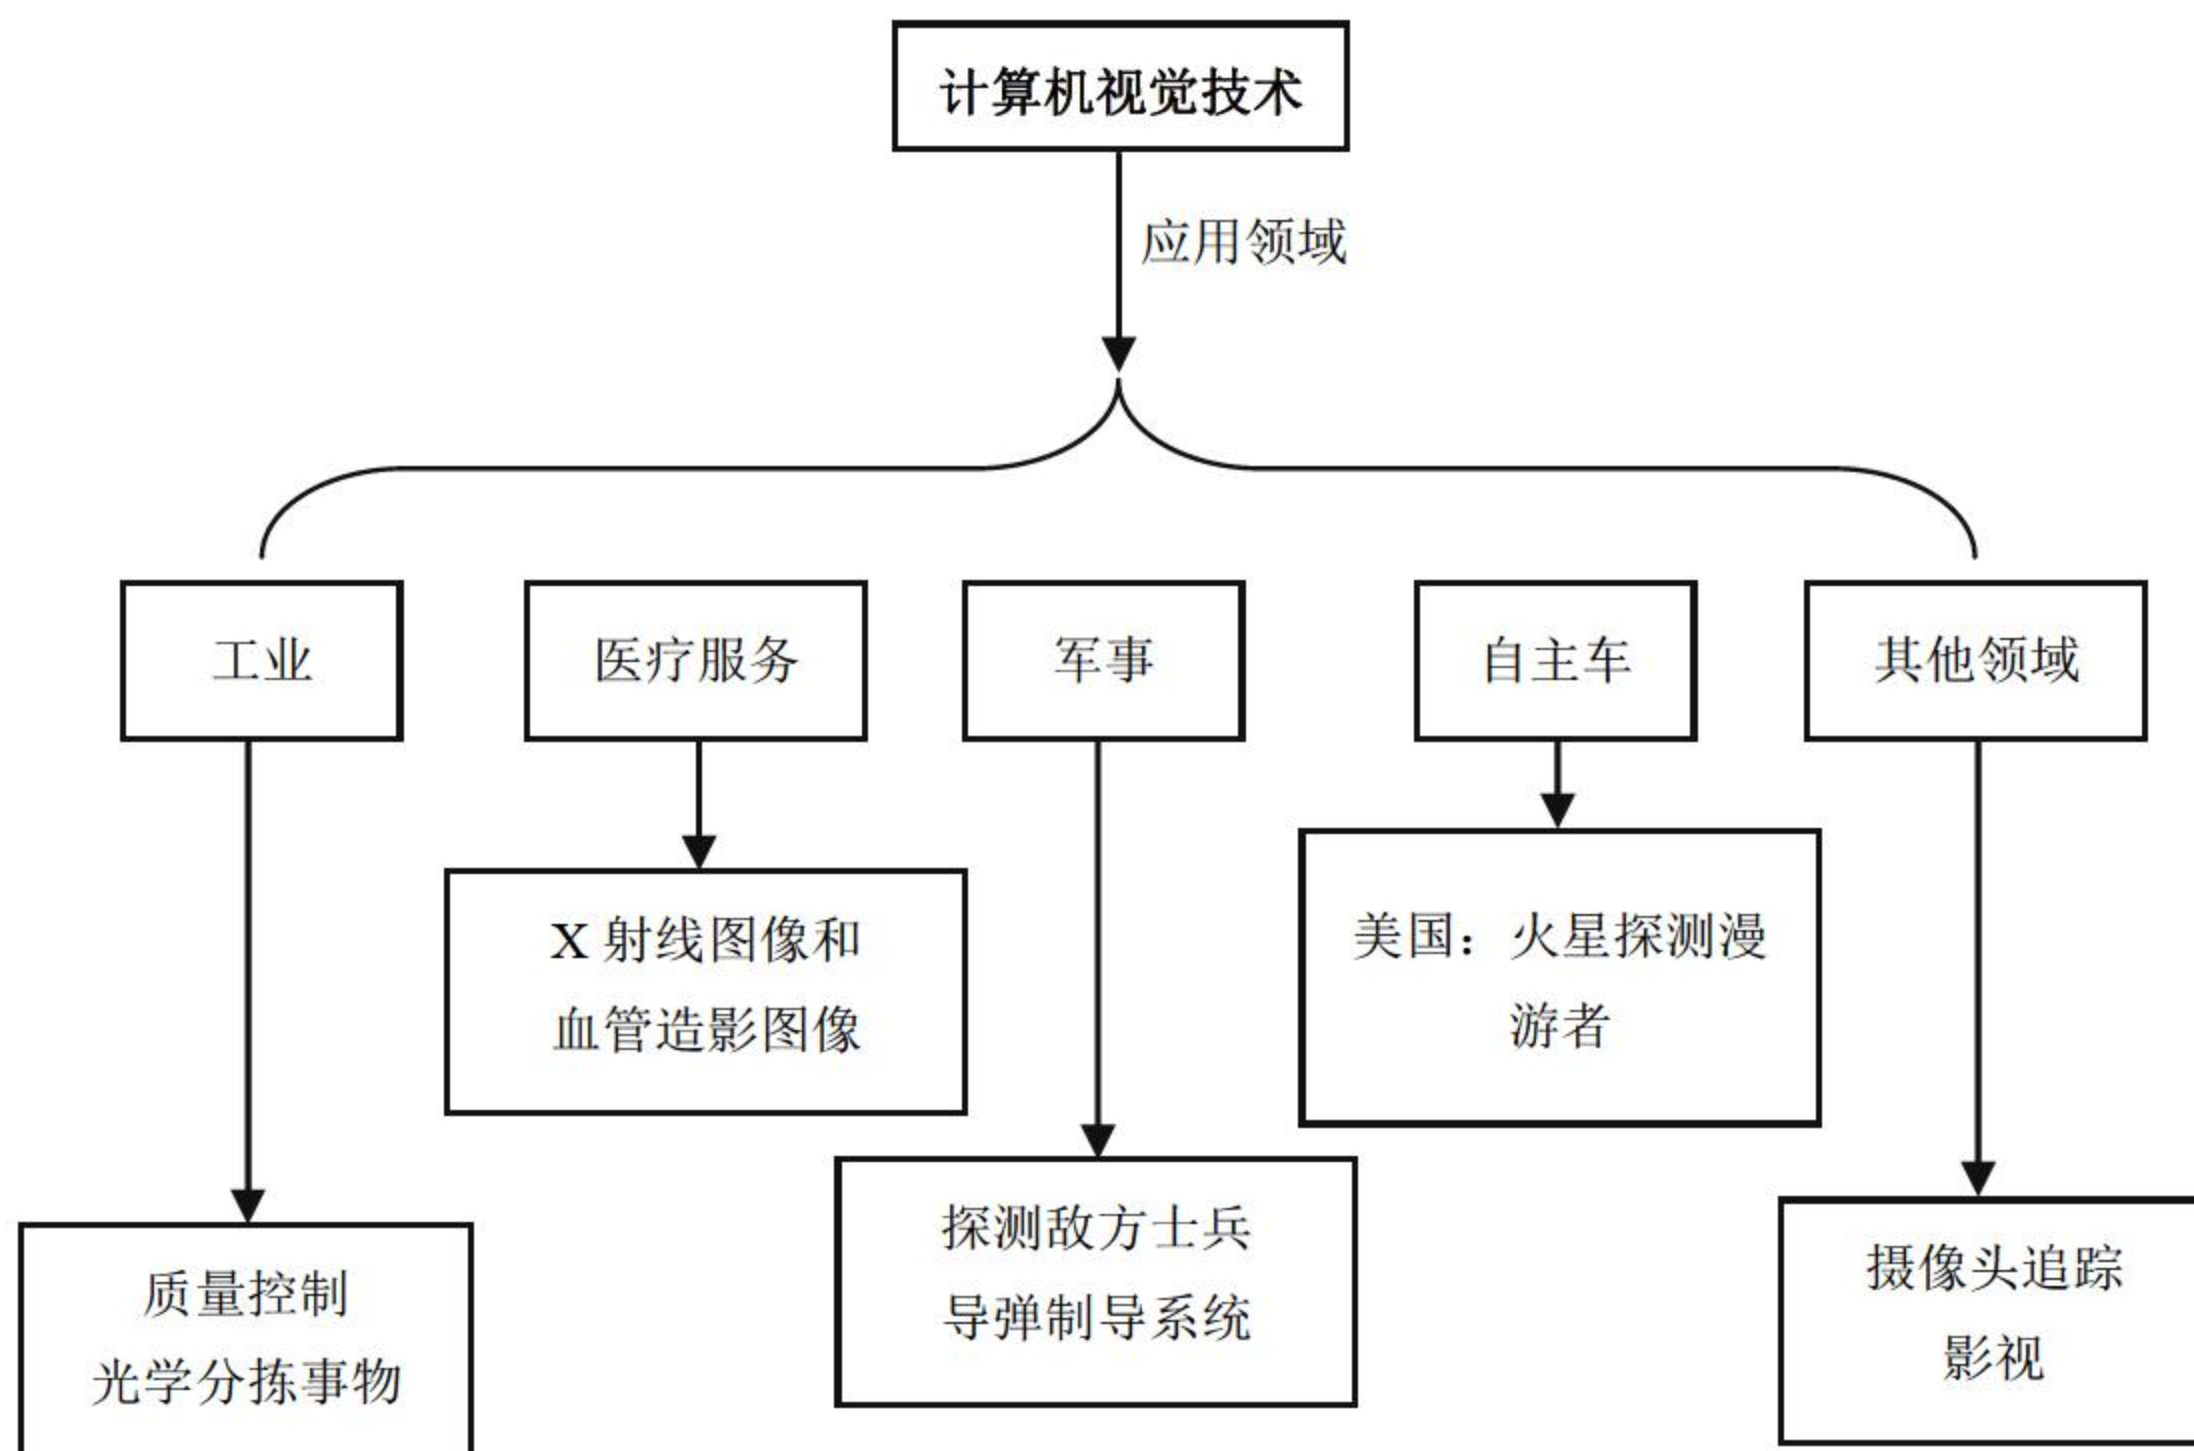 计算机视觉技术
应用领域
工业
医疗服务
军事
自主车
其他领域
X 射线图像和
血管造影图像
美国：火星探测漫
游者
探测敌方士兵
导弹制导系统
质量控制
光学分拣事物
摄像头追踪
影视